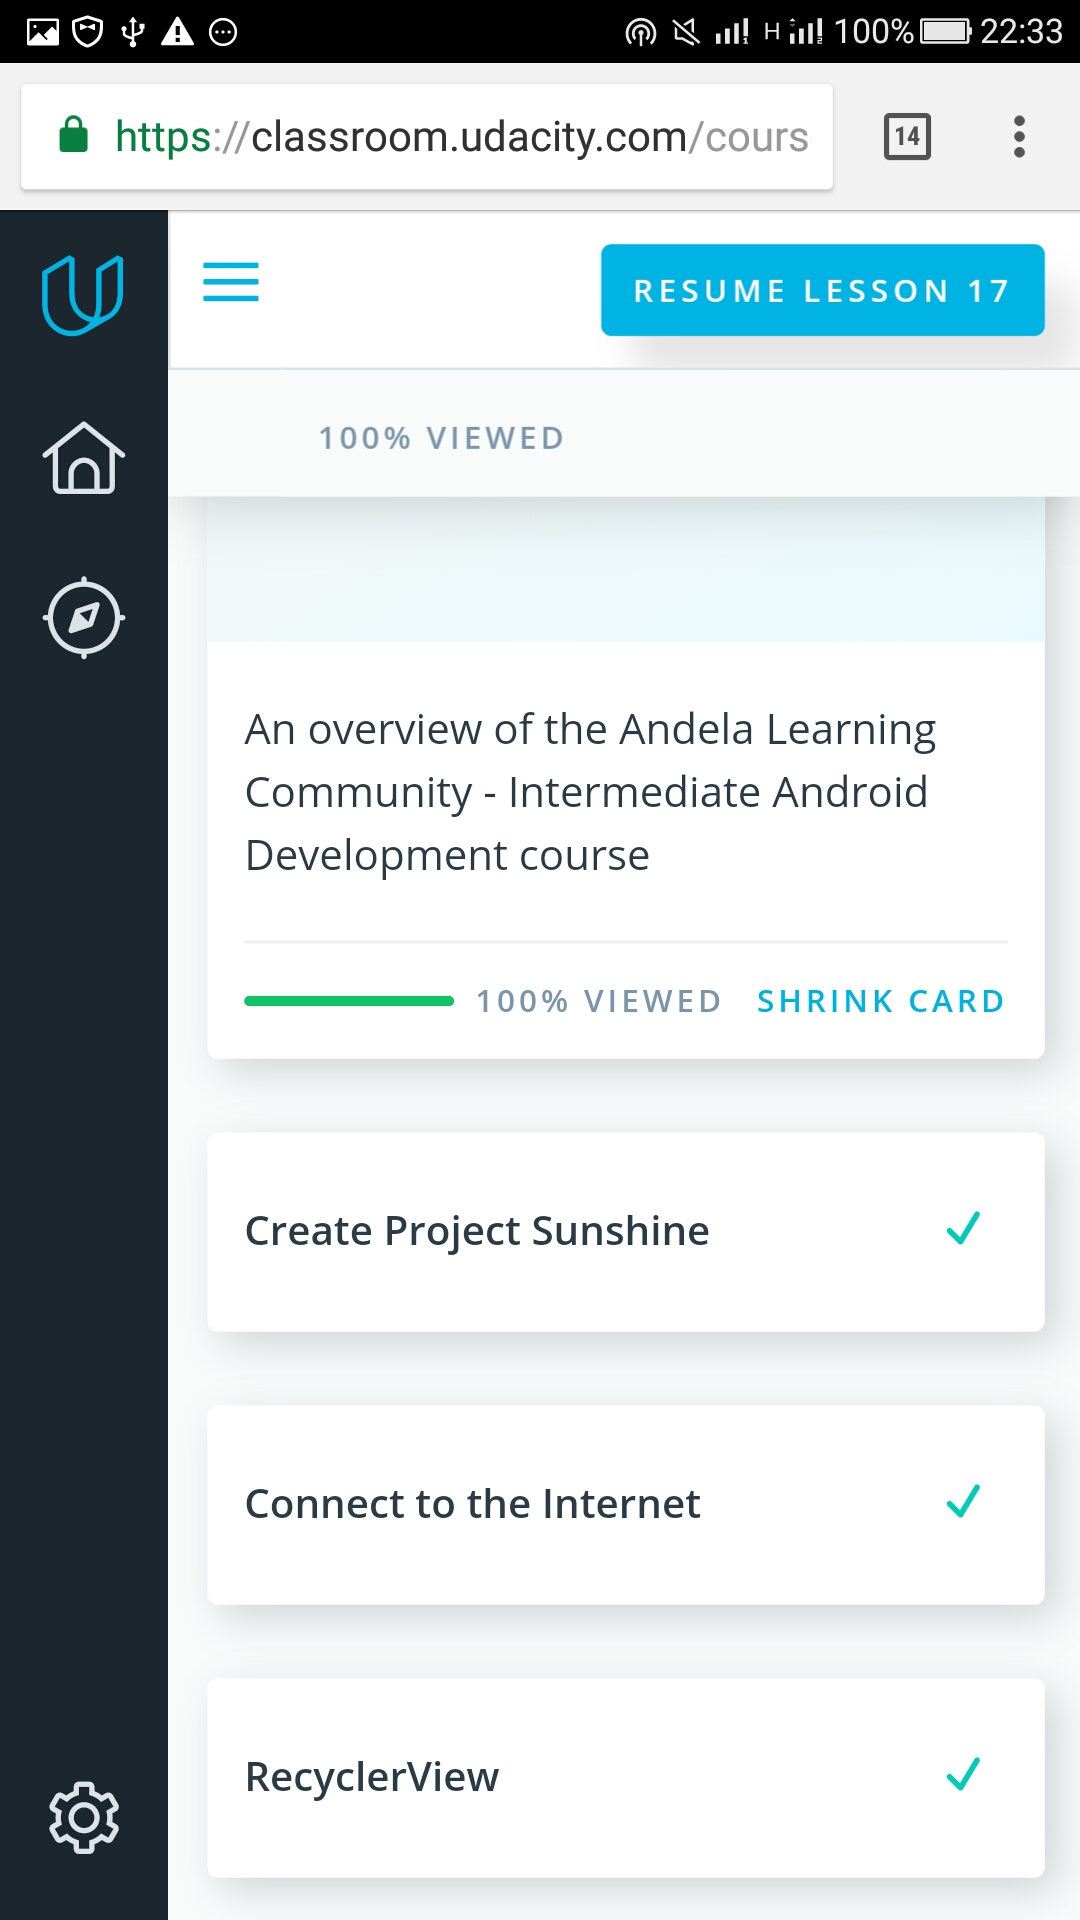 H 100% 22:33
https://classroom.udacity.com/cours
14
RESUME LESSON 17
100% VIEWED
An overview of the Andela Learning
Community - Intermediate Android
Development course
100% VIEWED SHRINK CARD
Create Project Sunshine
Connect to the Internet
RecyclerView